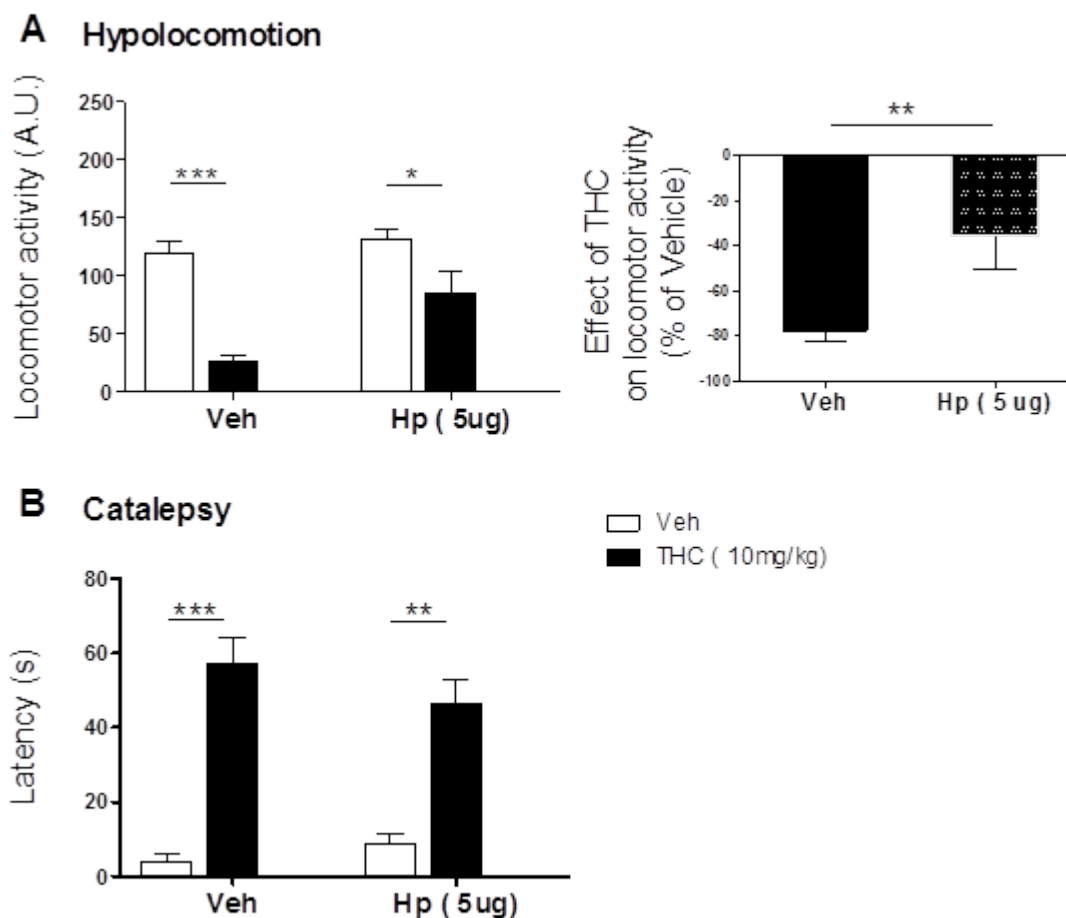 A Hypolocomotion
Locomotor activity (A.U.)
250
200
150
100
50
0
***
*
Veh
Hp ( 5ug)
Effect of THC
on locomotor activity
(% of Vehicle)
**
0
-20
-40
-60
-80
-100
Veh
Hp ( 5 ug)
B Catalepsy
Veh
THC ( 10mg/kg)
Latency (s)
80
60
40
20
0
***
**
Veh
Hp ( 5ug)